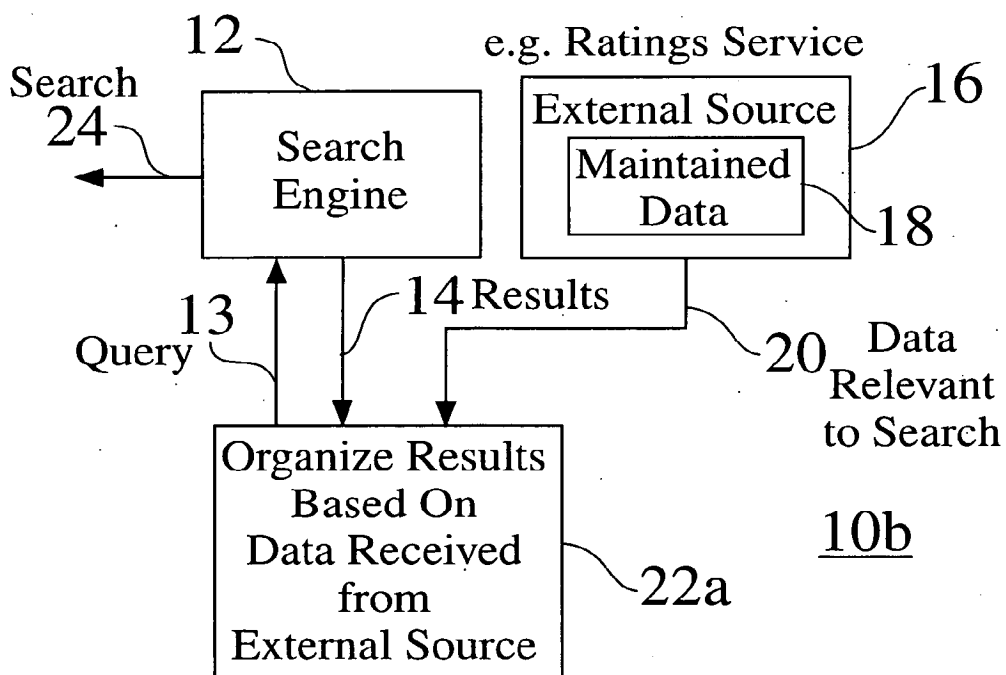 12
e.g. Ratings Service
Search
24
Search
Engine
External Source
16
Maintained
Data
18
14 Results
13
Query
20
Data
Relevant
to Search
Organize Results
Based On
Data Received
from
External Source
22a
10b